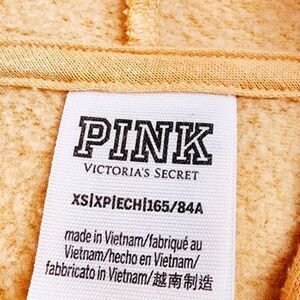 PINK
VICTORIA'S SECRET
XS|XP|ECH|165/84A
made in Vietnam/fabriqué au
Vietnam/hecho en Vietnam/
fabbricato in Vietnam/越南制造